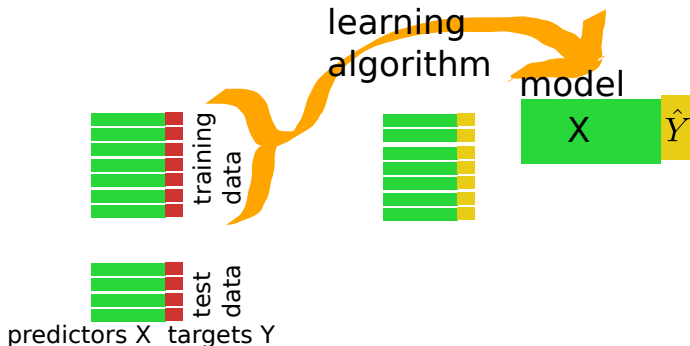 learning
algorithm
model
X
Ŷ
training
data
test
data
predictors X targets Y